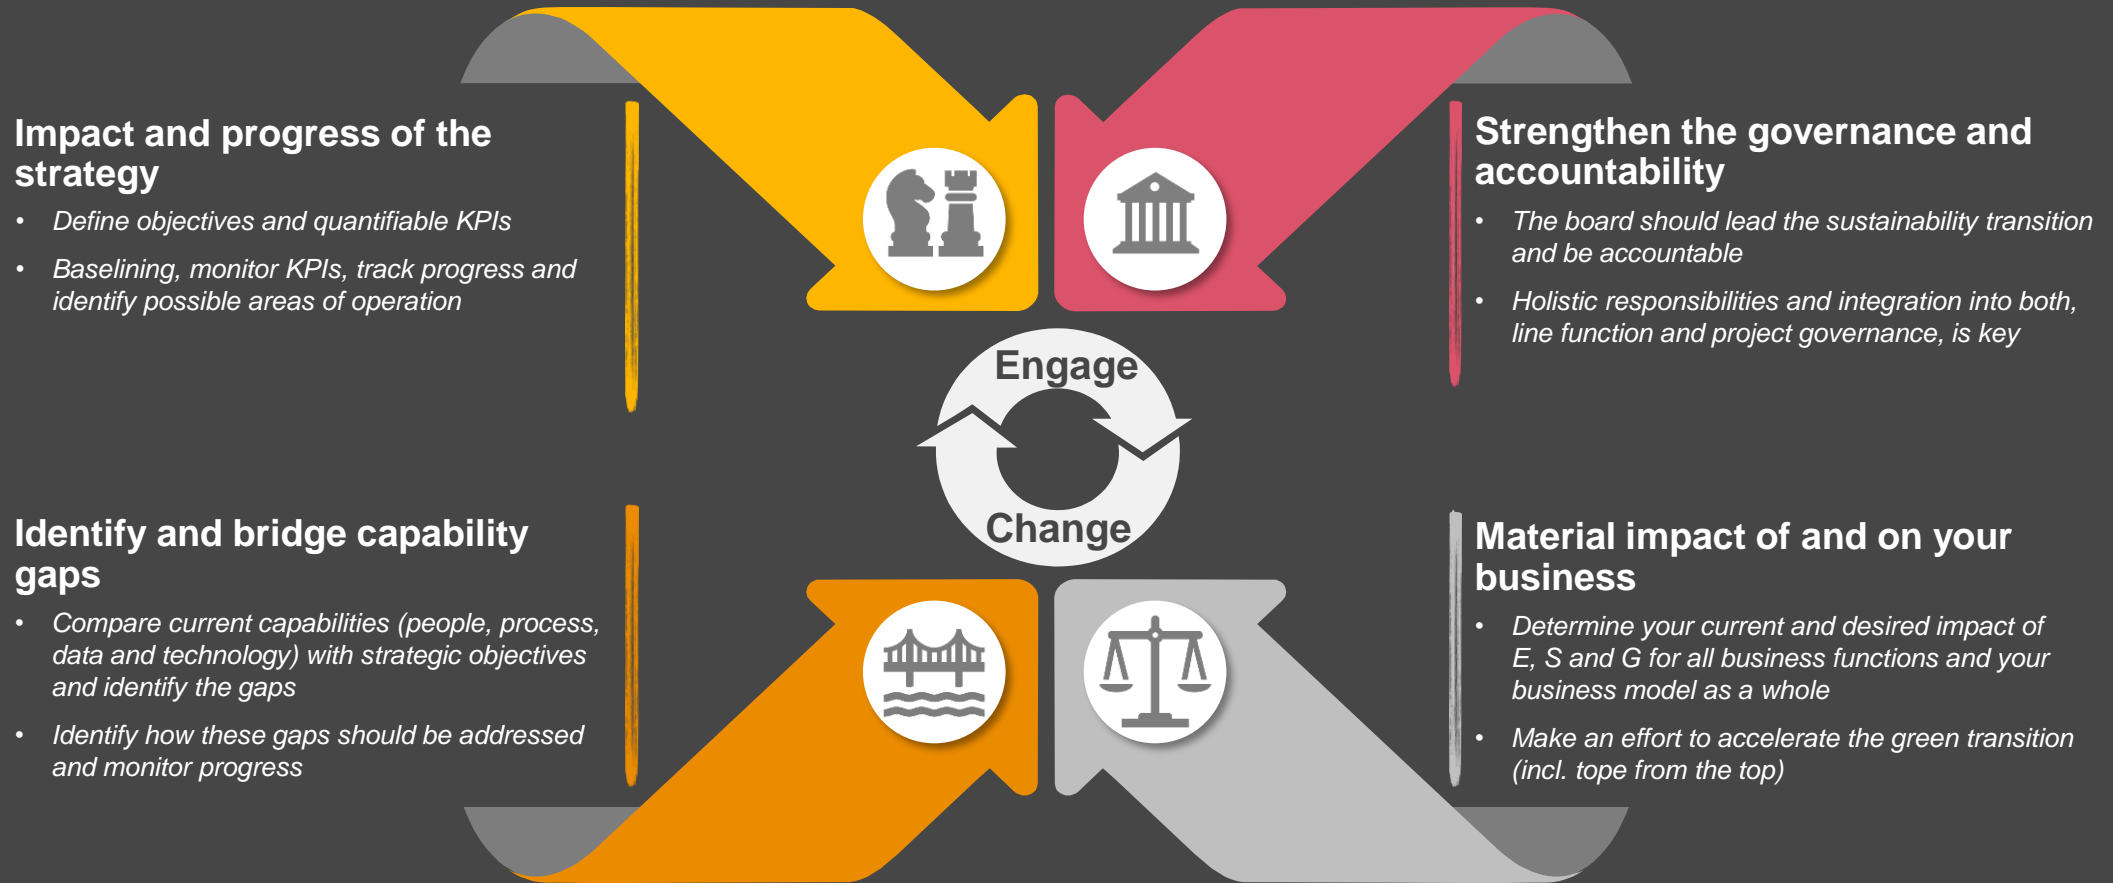 Impact and progress of the
strategy
• Define objectives and quantifiable KPIs
• Baselining, monitor KPIs, track progress and
identify possible areas of operation
Strengthen the governance and
accountability
• The board should lead the sustainability transition
and be accountable
• Holistic responsibilities and integration into both,
line function and project governance, is key
Engage
Change
Identify and bridge capability
gaps
• Compare current capabilities (people, process,
data and technology) with strategic objectives
and identify the gaps
• Identify how these gaps should be addressed
and monitor progress
Material impact of and on your
business
• Determine your current and desired impact of
E, S and G for all business functions and your
business model as a whole
• Make an effort to accelerate the green transition
(incl. tope from the top)